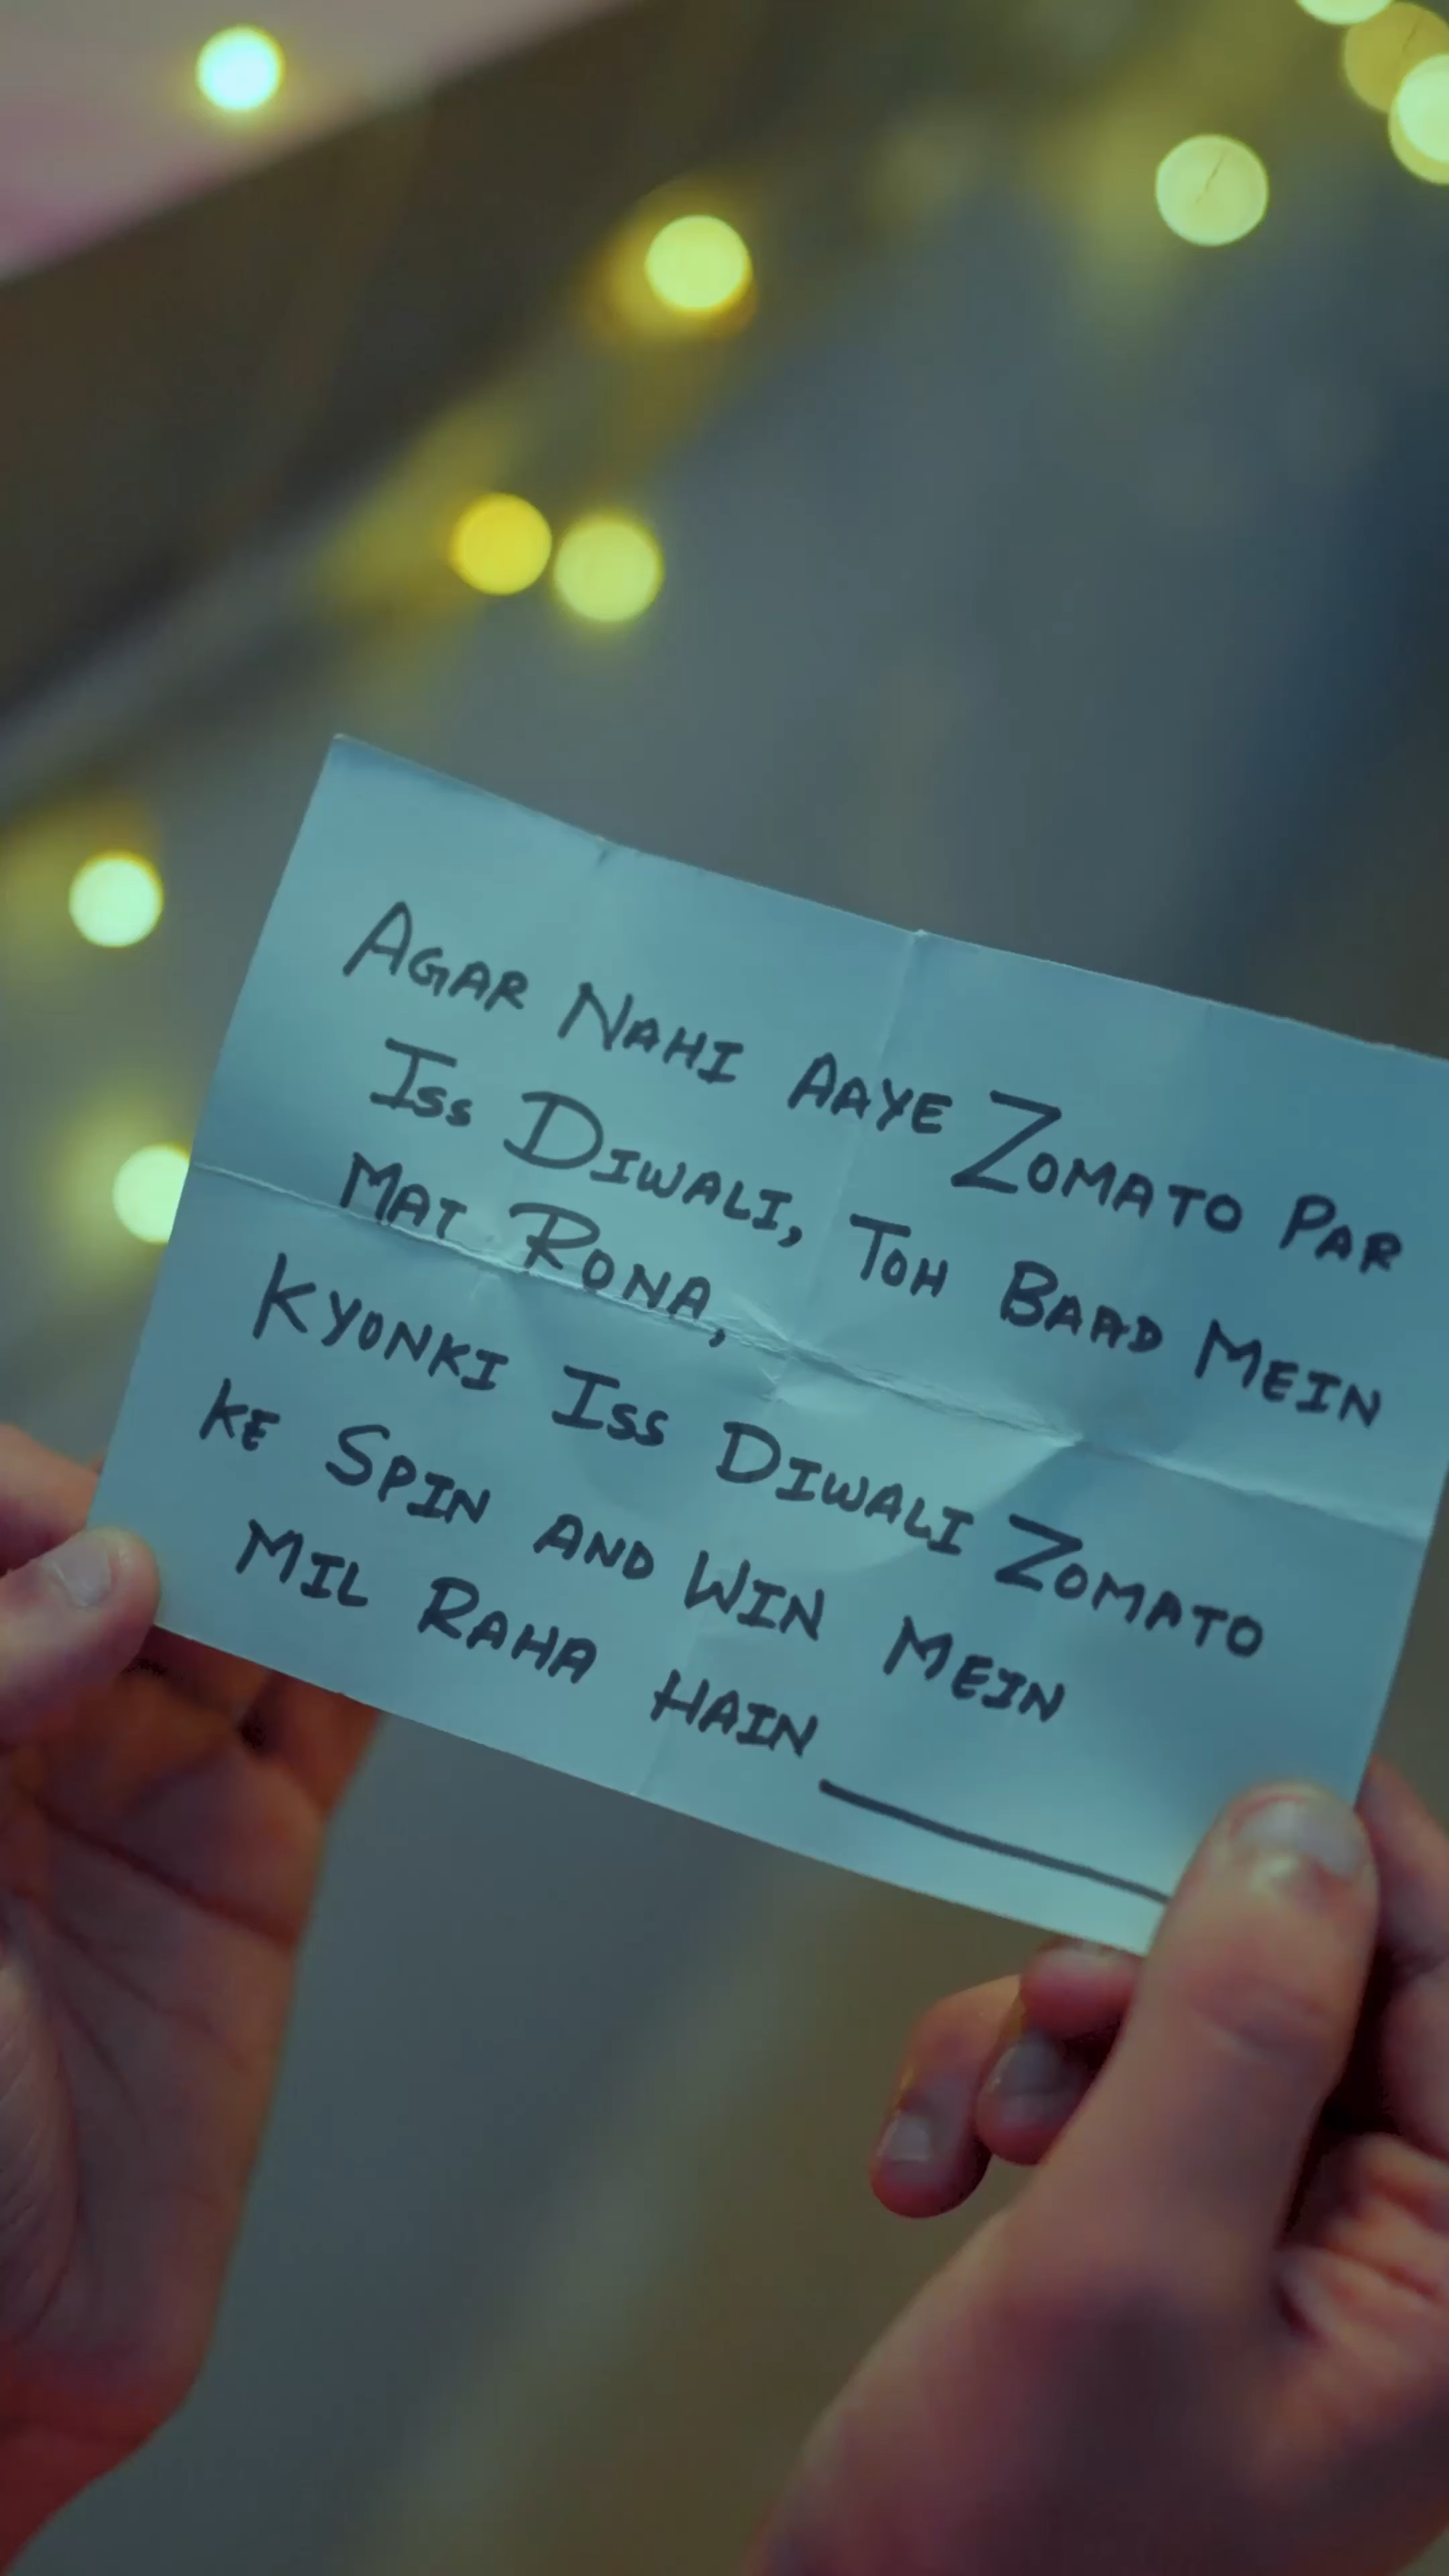 AGAR NAHI AAYE ZOMATO PAR
ISS DIWALI, TOH BAAD MEIN
MAT RONA,
KYONKI ISS DIWALI ZOMATO
KE SPIN AND WIN MEIN
MIL RAHA HAIN ______